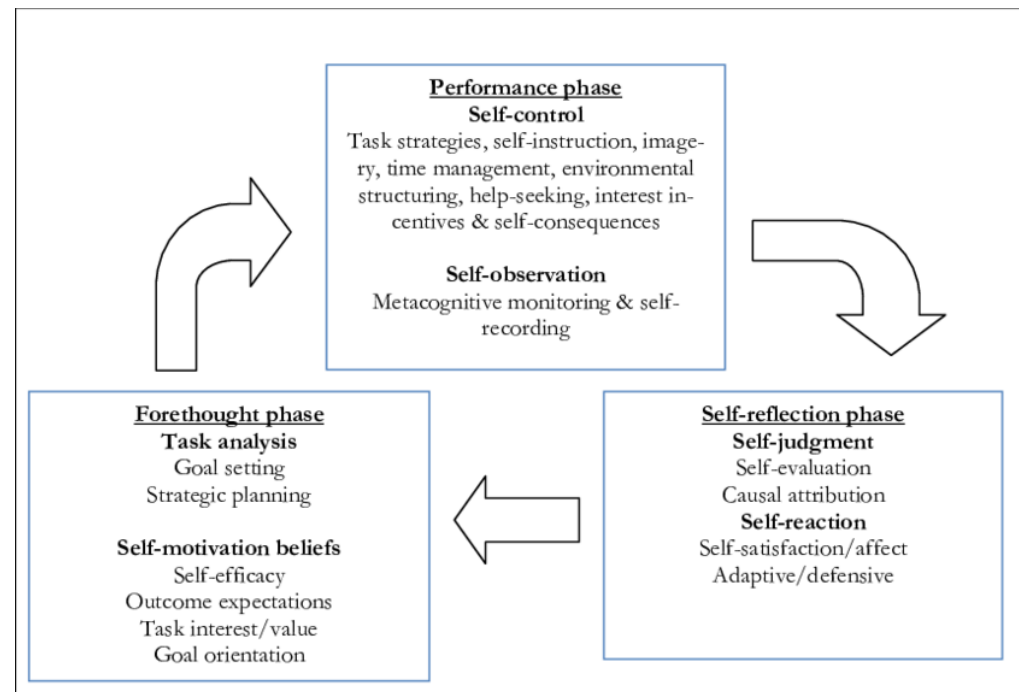 Performance phase
Self-control
Task strategies, self-instruction, image-
ry, time management, environmental
structuring, help-seeking, interest in-
centives & self-consequences
Self-observation
Metacognitive monitoring & self-
recording
Forethought phase
Task analysis
Goal setting
Strategic planning
Self-motivation beliefs
Self-efficacy
Outcome expectations
Task interest/value
Goal orientation
Self-reflection phase
Self-judgment
Self-evaluation
Causal attribution
Self-reaction
Self-satisfaction/affect
Adaptive/defensive